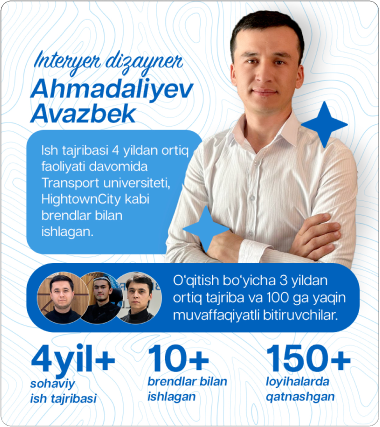 Interyer dizayner
Ahmadaliyev
Avazbek
Ish tajribasi 4 yildan ortiq
faoliyati davomida
Transport universiteti,
HightownCity kabi
brendlar bilan
ishlagan.
O'qitish bo'yicha 3 yildan
ortiq tajriba va 100 ga yaqin
muvaffaqiyatli bitiruvchilar.
4yil+
sohaviy
ish tajribasi
10+
brendlar bilan
ishlagan
150+
loyihalarda
qatnashgan